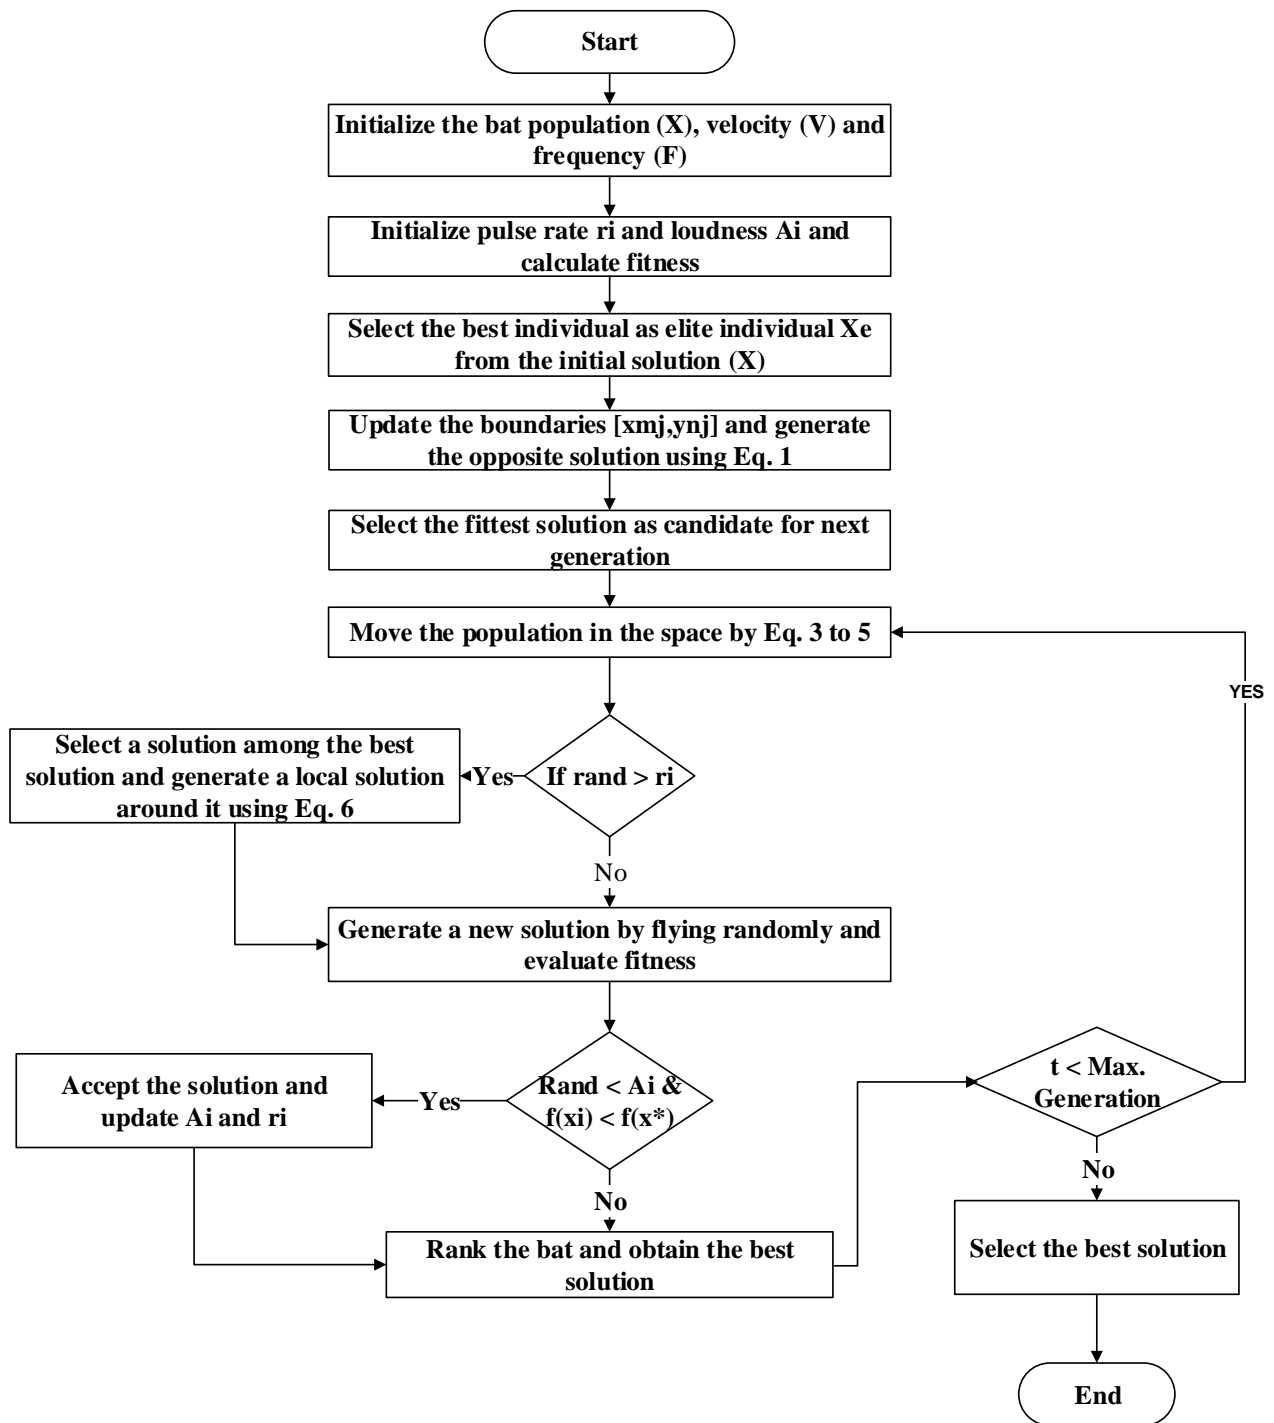 Start
Initialize the bat population (X), velocity (V) and
frequency (F)
Initialize pulse rate ri and loudness Ai and
calculate fitness
Select the best individual as elite individual Xe
from the initial solution (X)
Update the boundaries [xmj,ynj] and generate
the opposite solution using Eq. 1
Select the fittest solution as candidate for next
generation
Move the population in the space by Eq. 3 to 5
YES
Select a solution among the best
solution and generate a local solution
around it using Eq. 6
Yes
If rand > ri
No
Generate a new solution by flying randomly and
evaluate fitness
Accept the solution and
update Ai and ri
Yes
Rand < Ai &
f(xi) < f(x*)
t < Max.
Generation
No
No
Rank the bat and obtain the best
solution
Select the best solution
End